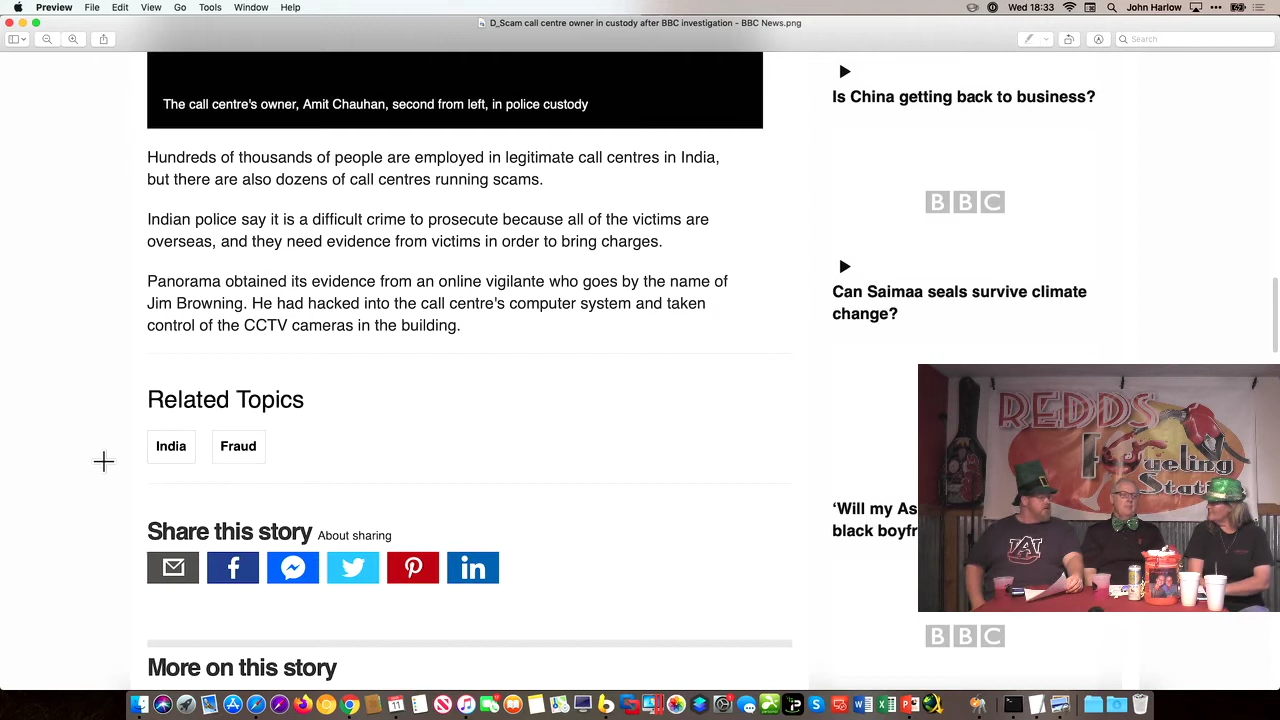 Preview File Edit View Go Tools Window Help
Wed 18:33 John Harlow
D_Scam call centre owner in custody after BBC investigation - BBC News.png
Search
The call centre's owner, Amit Chauhan, second from left, in police custody
Hundreds of thousands of people are employed in legitimate call centres in India,
but there are also dozens of call centres running scams.
Indian police say it is a difficult crime to prosecute because all of the victims are
overseas, and they need evidence from victims in order to bring charges.
Panorama obtained its evidence from an online vigilante who goes by the name of
Jim Browning. He had hacked into the call centre's computer system and taken
control of the CCTV cameras in the building.
Related Topics
India Fraud
Share this story About sharing
More on this story
Is China getting back to business?
BBC
Can Saimaa seals survive climate
change?
'Will my As
black boyfr
BBC
REDDS
Fueling
Stati
AU